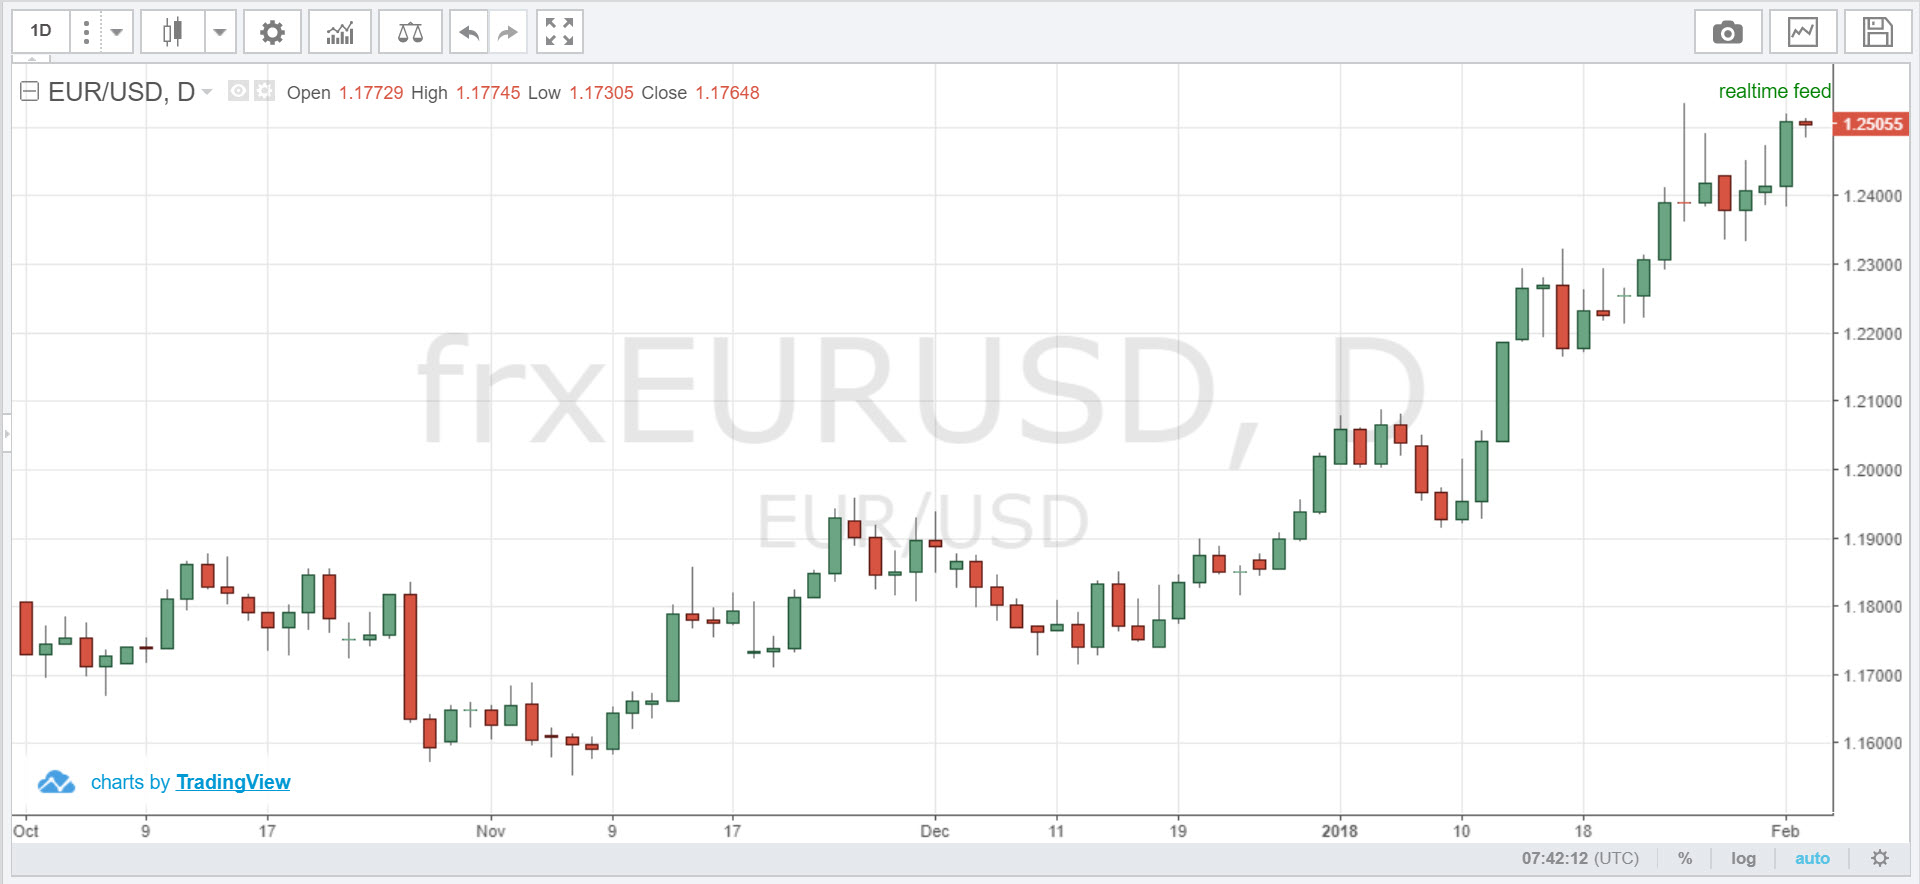 1D
EUR/USD, D Open 1.17729 High 1.17745 Low 1.17305 Close 1.17648
realtime feed
1.25055
1.24000
1.23000
1.22000
frxEURUSD, D
1.21000
1.20000
EUR/USD
1.19000
1.18000
1.17000
1.16000
charts by TradingView
Oct 9 17 Nov 9 17 Dec 11 19 2018 10 18 Feb
07:42:12 (UTC) % log auto